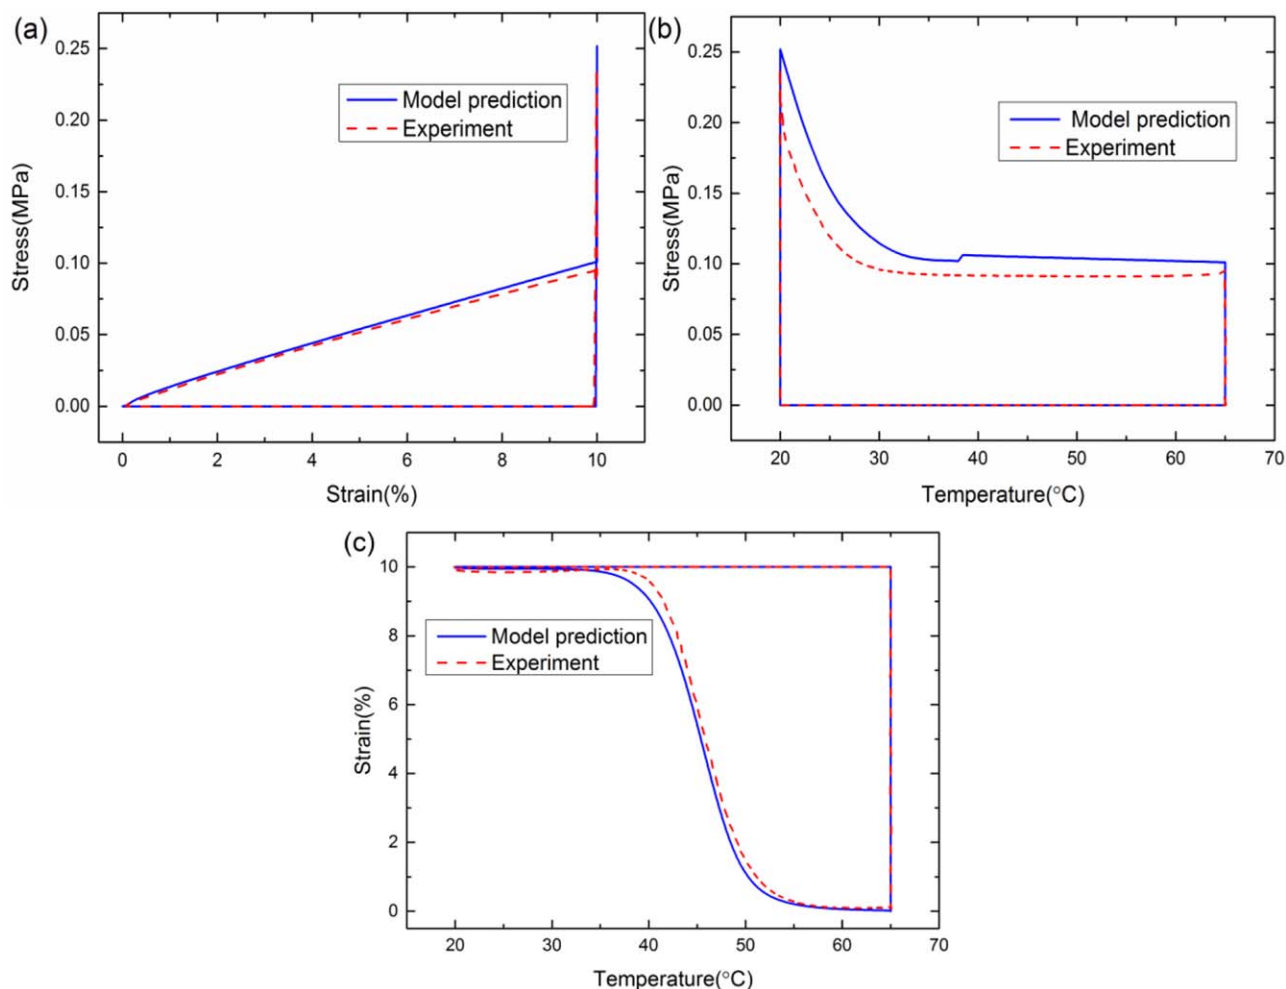 (a)
0.25
0.20
0.15
0.10
0.05
0.00
Stress(MPa)
Model prediction
Experiment
0 2 4 6 8 10
Strain(%)
(b)
0.25
0.20
0.15
0.10
0.05
0.00
Stress(MPa)
Model prediction
Experiment
20 30 40 50 60 70
Temperature(°C)
(c)
10
8
6
4
2
0
Strain(%)
Model prediction
Experiment
20 30 40 50 60 70
Temperature(°C)